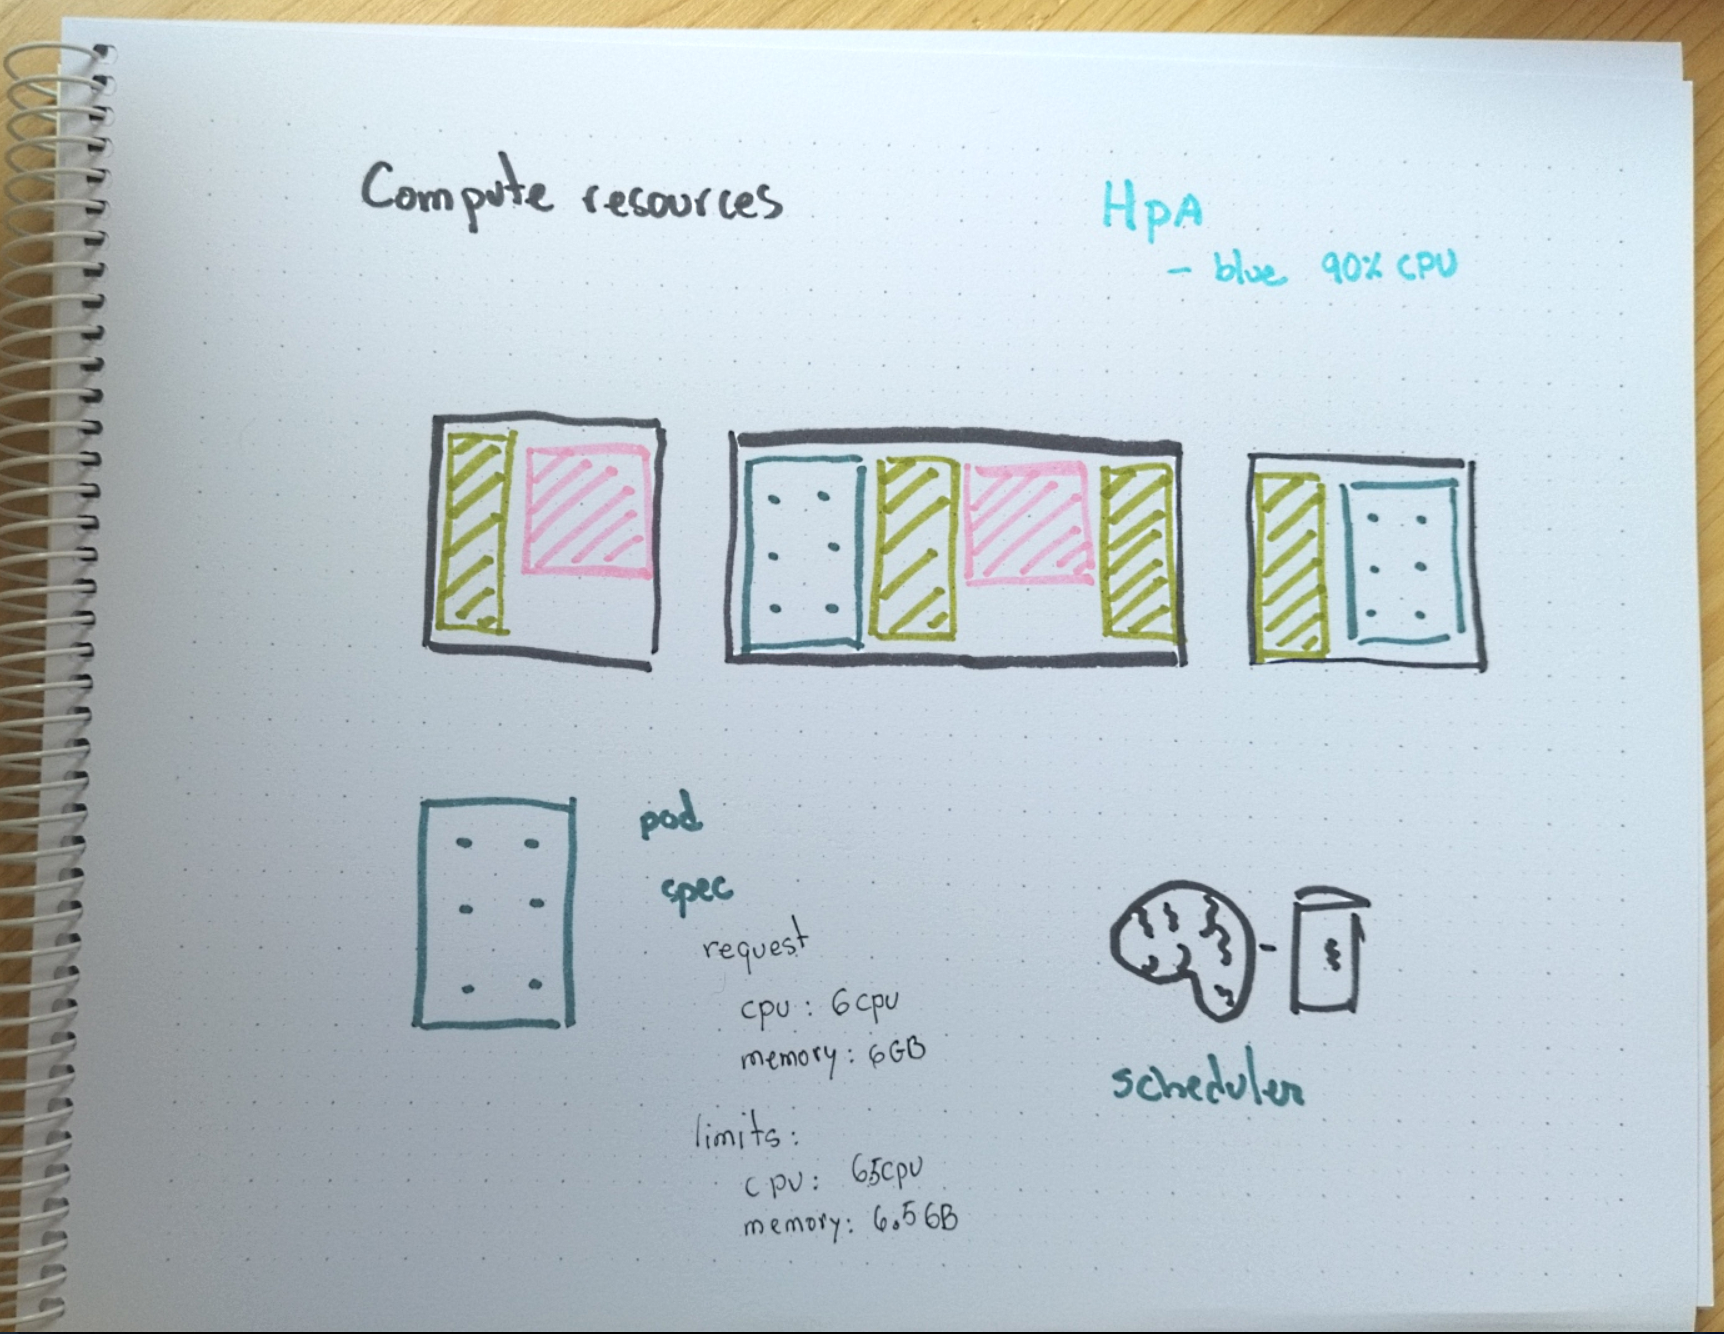 Compute resources
HpA
- blue 90% CPU
pod
spec
request
cpu: 6cpu
memory: 6GB
limits:
cpu: 6.5cpu
memory: 6.5GB
scheduler